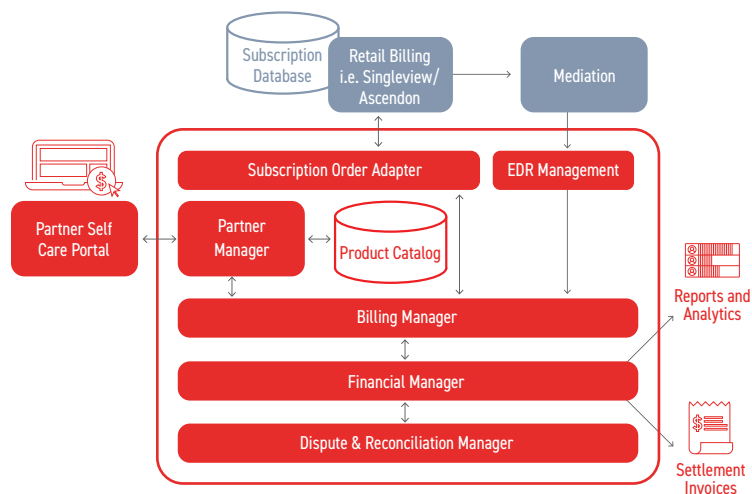 Subscription
Database
Retail Billing
i.e. Singleview/
Ascendon
Mediation
Subscription Order Adapter
EDR Management
$
Partner Self
Care Portal
Partner
Manager
Product Catalog
Billing Manager
Reports and
Analytics
Financial Manager
Dispute & Reconciliation Manager
$
Settlement
Invoices